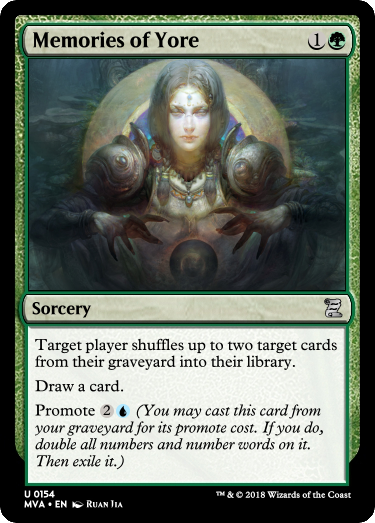 Memories of Yore 1
Sorcery
Target player shuffles up to two target cards
from their graveyard into their library.
Draw a card.
Promote 2 (You may cast this card from
your graveyard for its promote cost. If you do,
double all numbers and number words on it.
Then exile it.)
U 0154
MVA • EN Ruan Jia ™ & © 2018 Wizards of the Coast